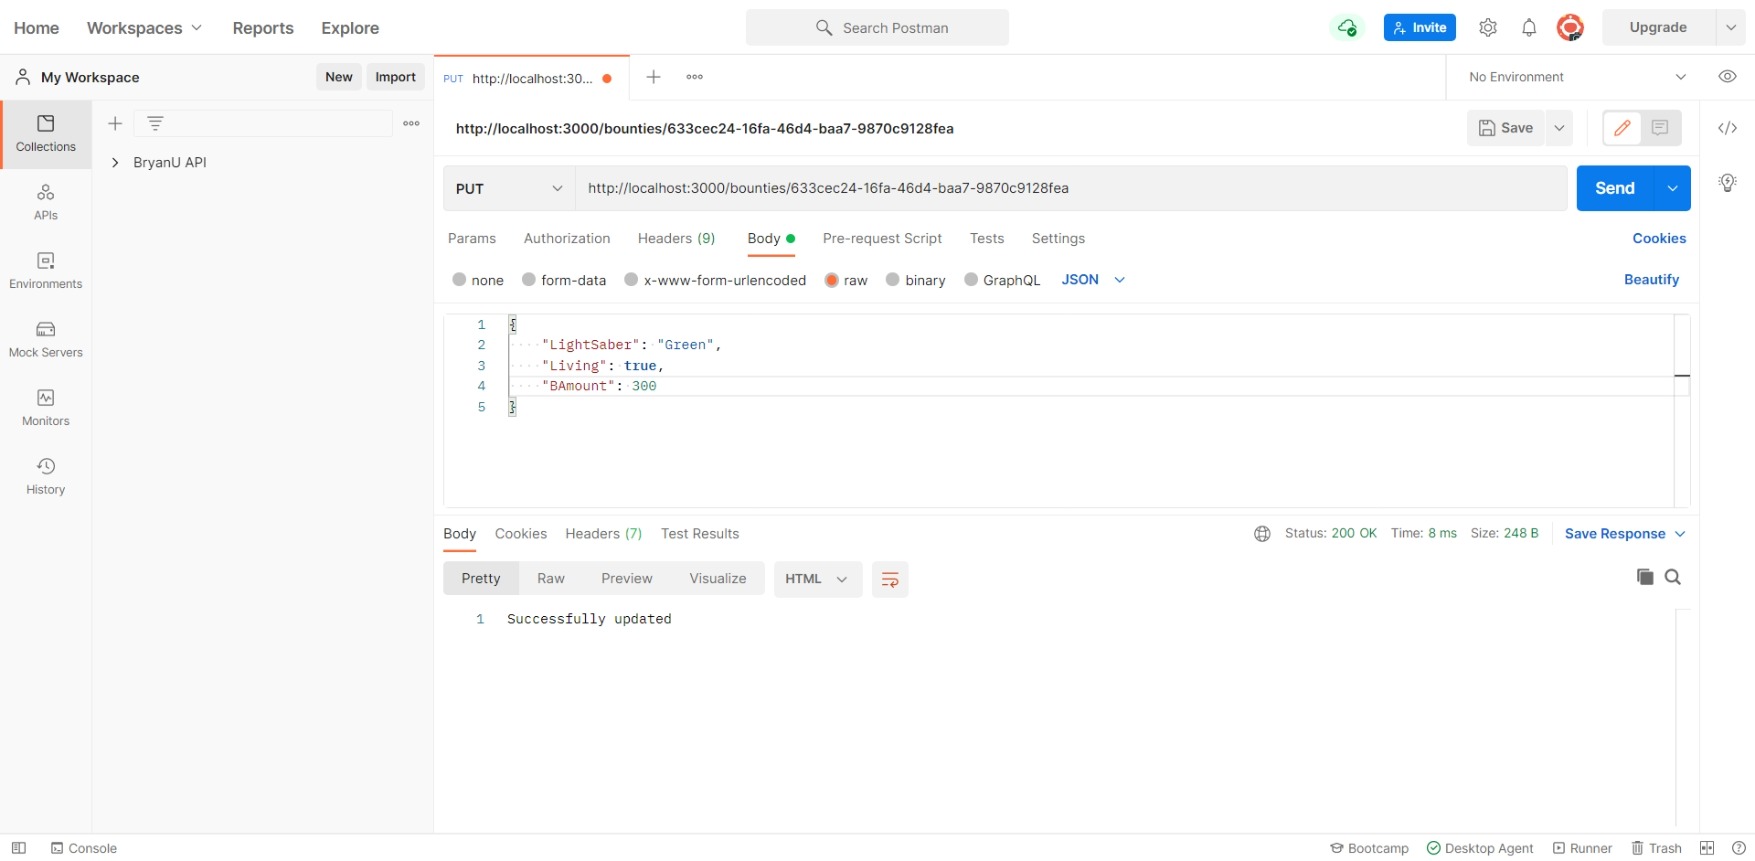 Home Workspaces Reports Explore Search Postman Invite Upgrade
My Workspace New Import PUT http://localhost:30... No Environment
Collections
BryanU API
APIs
Environments
Mock Servers
Monitors
History
http://localhost:3000/bounties/633cec24-16fa-46d4-baa7-9870c9128fea Save
PUT http://localhost:3000/bounties/633cec24-16fa-46d4-baa7-9870c9128fea Send
Params Authorization Headers (9) Body Pre-request Script Tests Settings Cookies
none form-data x-www-form-urlencoded raw binary GraphQL JSON Beautify
1 {
2 "LightSaber": "Green",
3 "Living": true,
4 "BAmount": 300
5 }
Body Cookies Headers (7) Test Results Status: 200 OK Time: 8 ms Size: 248 B Save Response
Pretty Raw Preview Visualize HTML
1 Successfully updated
Console Bootcamp Desktop Agent Runner Trash